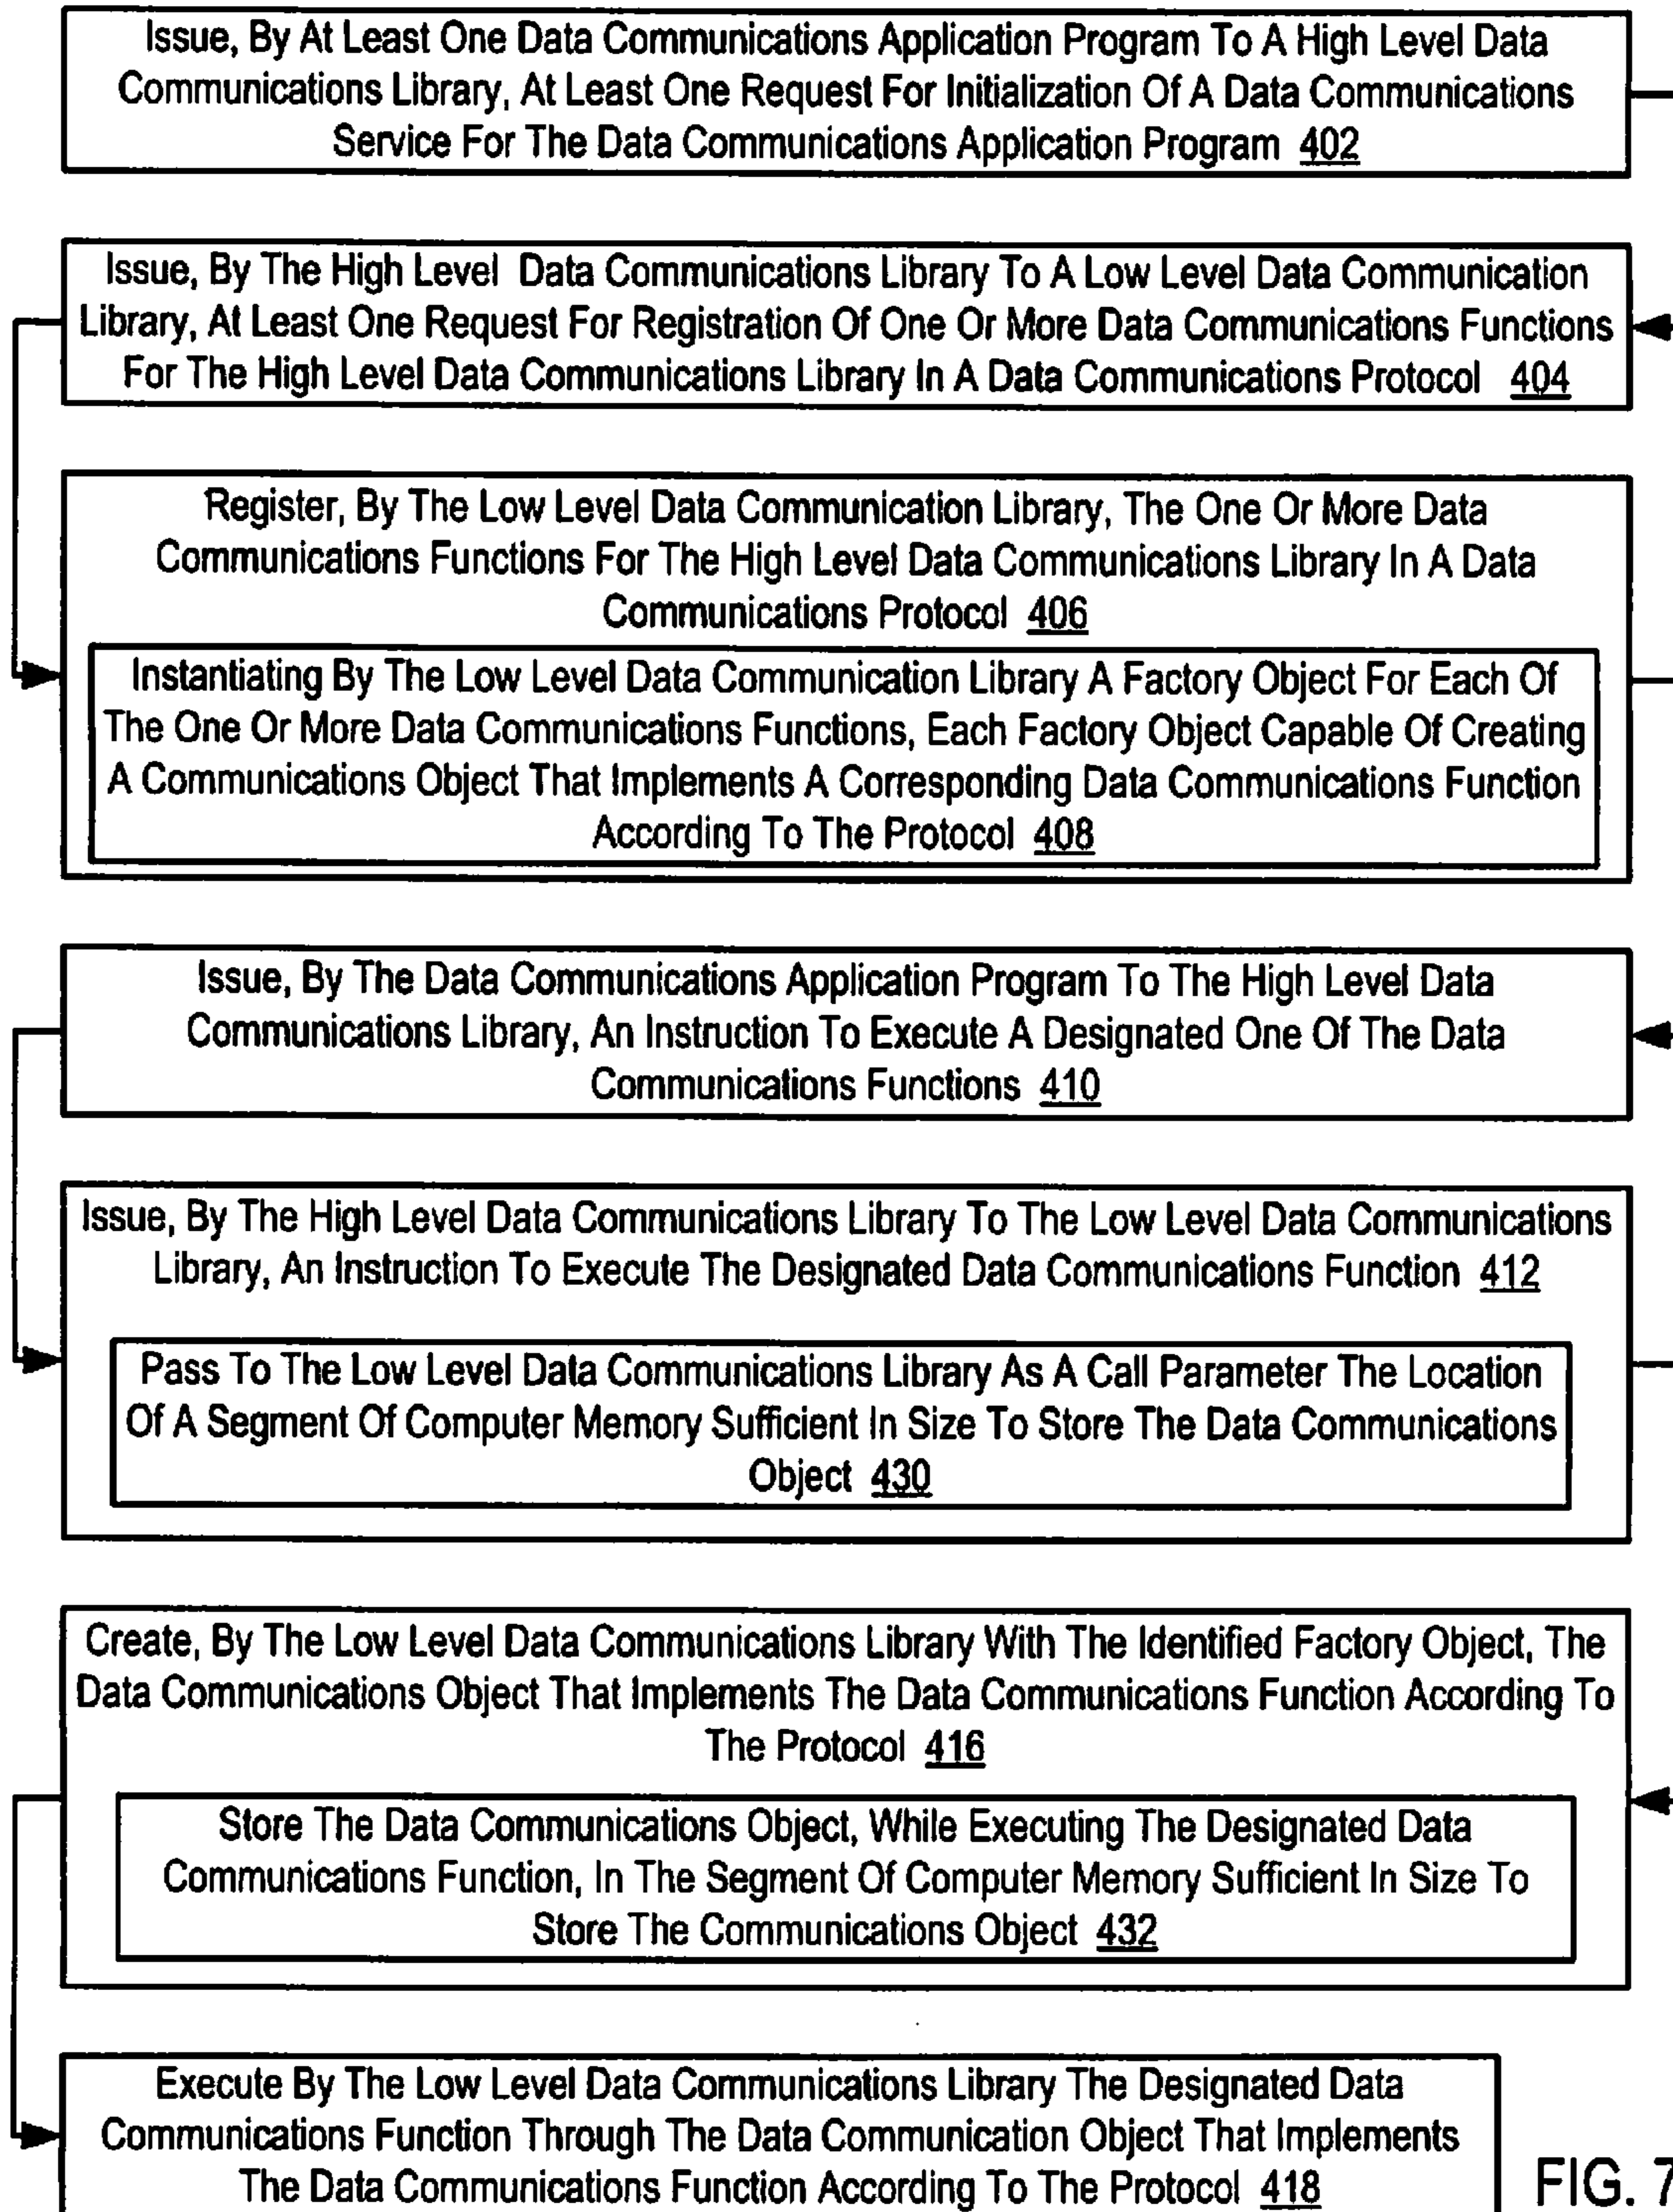 Issue, By At Least One Data Communications Application Program To A High Level Data
Communications Library, At Least One Request For Initialization Of A Data Communications
Service For The Data Communications Application Program 402
Issue, By The High Level Data Communications Library To A Low Level Data Communication
Library, At Least One Request For Registration Of One Or More Data Communications Functions
For The High Level Data Communications Library In A Data Communications Protocol 404
Register, By The Low Level Data Communication Library, The One Or More Data
Communications Functions For The High Level Data Communications Library In A Data
Communications Protocol 406
Instantiating By The Low Level Data Communication Library A Factory Object For Each Of
The One Or More Data Communications Functions, Each Factory Object Capable Of Creating
A Communications Object That Implements A Corresponding Data Communications Function
According To The Protocol 408
Issue, By The Data Communications Application Program To The High Level Data
Communications Library, An Instruction To Execute A Designated One Of The Data
Communications Functions 410
Issue, By The High Level Data Communications Library To The Low Level Data Communications
Library, An Instruction To Execute The Designated Data Communications Function 412
Pass To The Low Level Data Communications Library As A Call Parameter The Location
Of A Segment Of Computer Memory Sufficient In Size To Store The Data Communications
Object 430
Create, By The Low Level Data Communications Library With The Identified Factory Object, The
Data Communications Object That Implements The Data Communications Function According To
The Protocol 416
Store The Data Communications Object, While Executing The Designated Data
Communications Function, In The Segment Of Computer Memory Sufficient In Size To
Store The Communications Object 432
Execute By The Low Level Data Communications Library The Designated Data
Communications Function Through The Data Communication Object That Implements
The Data Communications Function According To The Protocol 418
FIG. 7